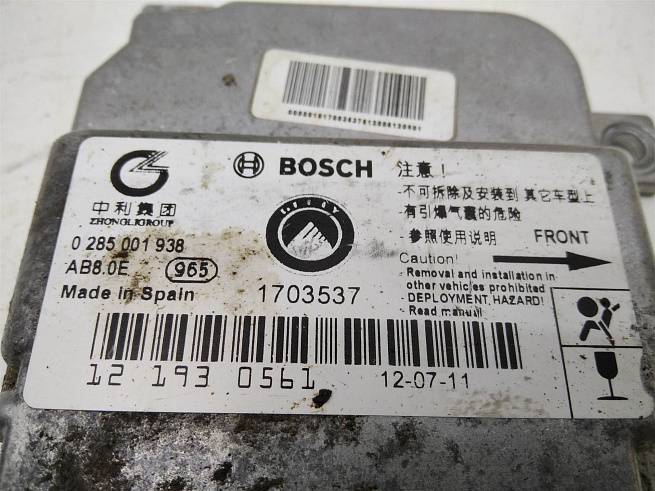 BOSCH
中利集团
ZHONGLIGROUP
0 285 001 938
AB8.0E 965
Made in Spain
1703537
注意!
-不可拆除及安装到 其它车型上
-有引爆气囊的危险
-参照使用说明
FRONT
Caution!
- Removal and installation in
other vehicles prohibited
- DEPLOYMENT, HAZARD!
- Read manual!
12 193 0561
12-07-11